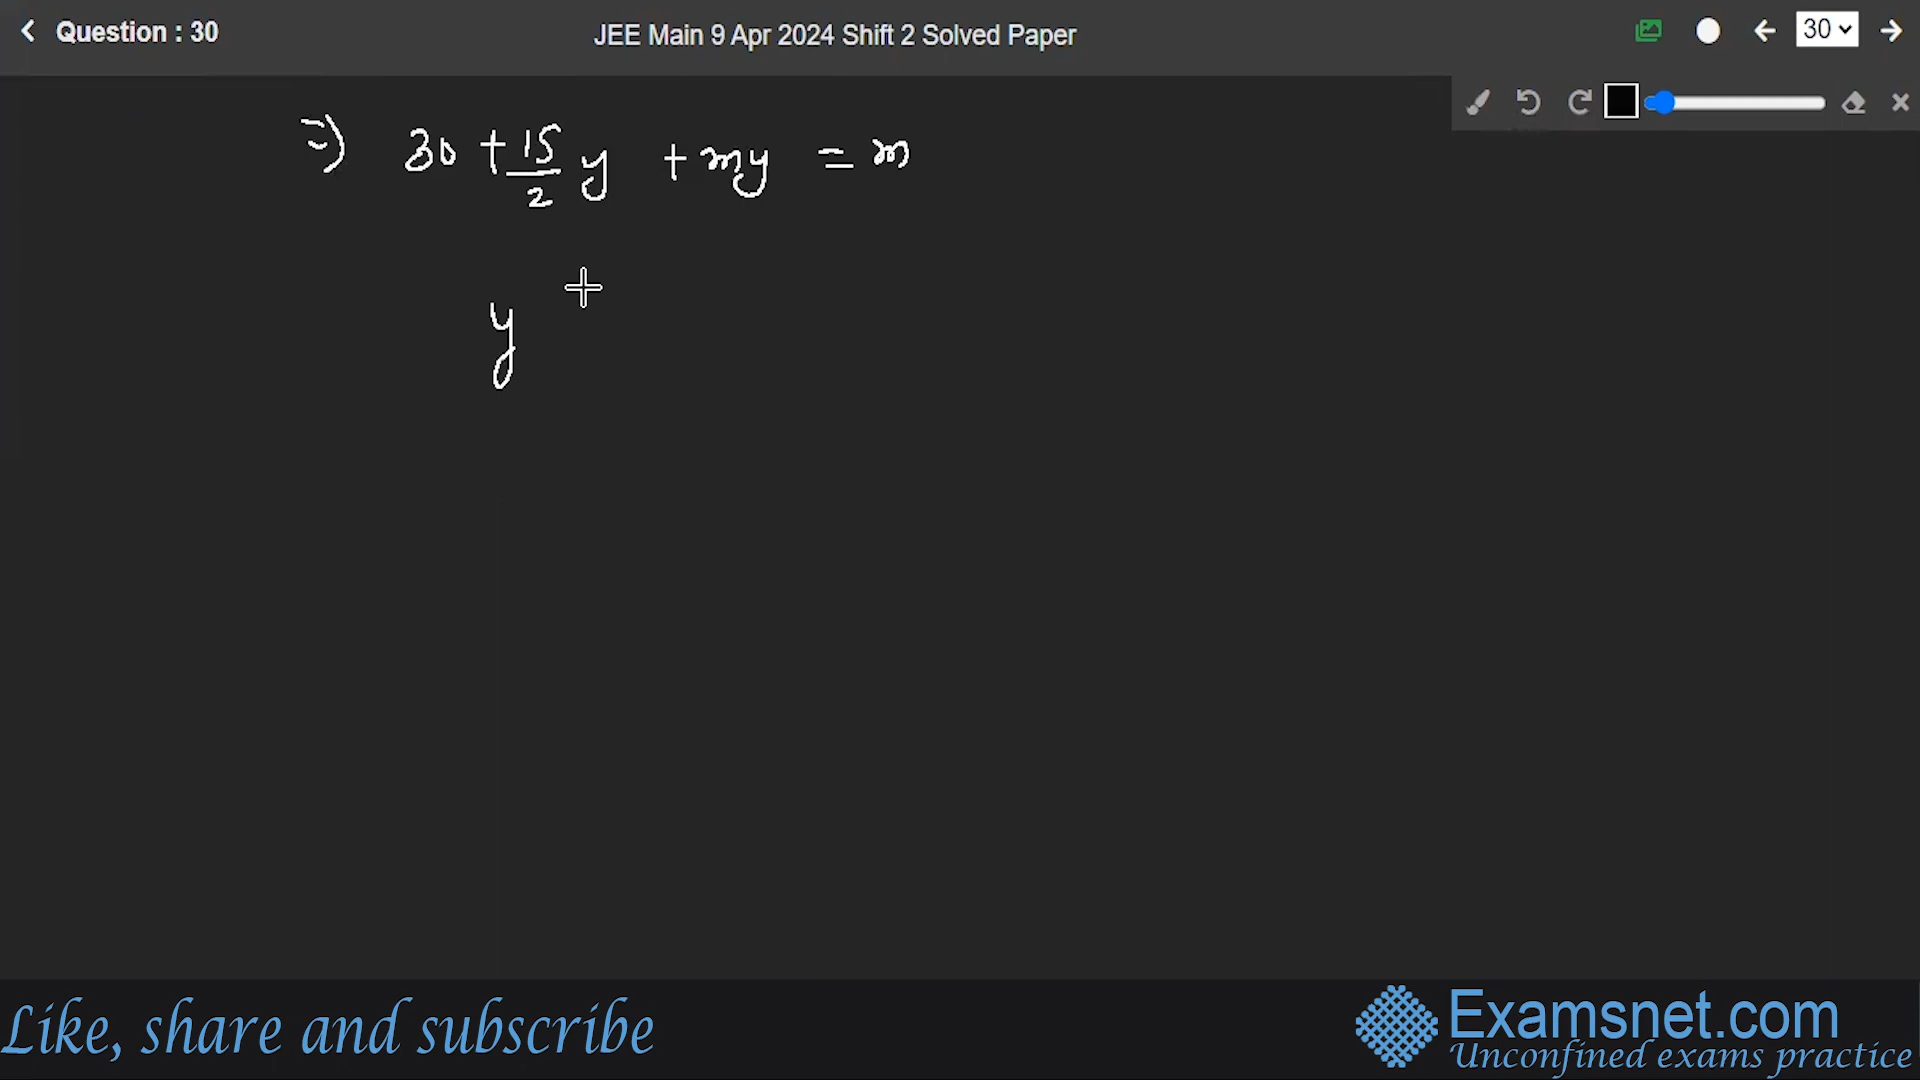 Question : 30
JEE Main 9 Apr 2024 Shift 2 Solved Paper
30
=) 30 + 15/2 y + my = m
y
Like, share and subscribe
Examsnet.com
Unconfined exams practice